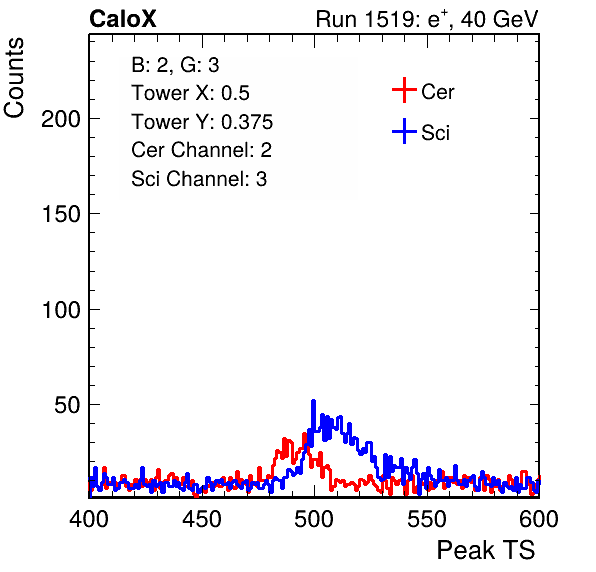 CaloX Run 1519: e⁺, 40 GeV
B: 2, G: 3
Tower X: 0.5
Tower Y: 0.375
Cer Channel: 2
Sci Channel: 3
Cer
Sci
Counts
200
150
100
50
400 450 500 550 600
Peak TS